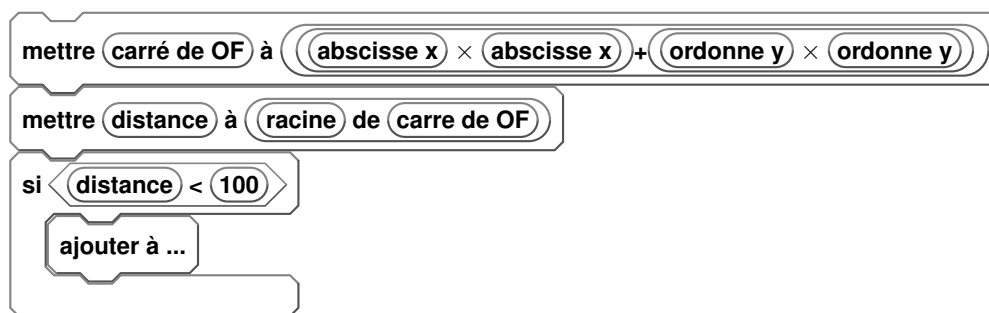 mettre carré de OF à abscisse x × abscisse x + ordonne y × ordonne y
mettre distance à racine de carre de OF
si distance < 100
ajouter à ...